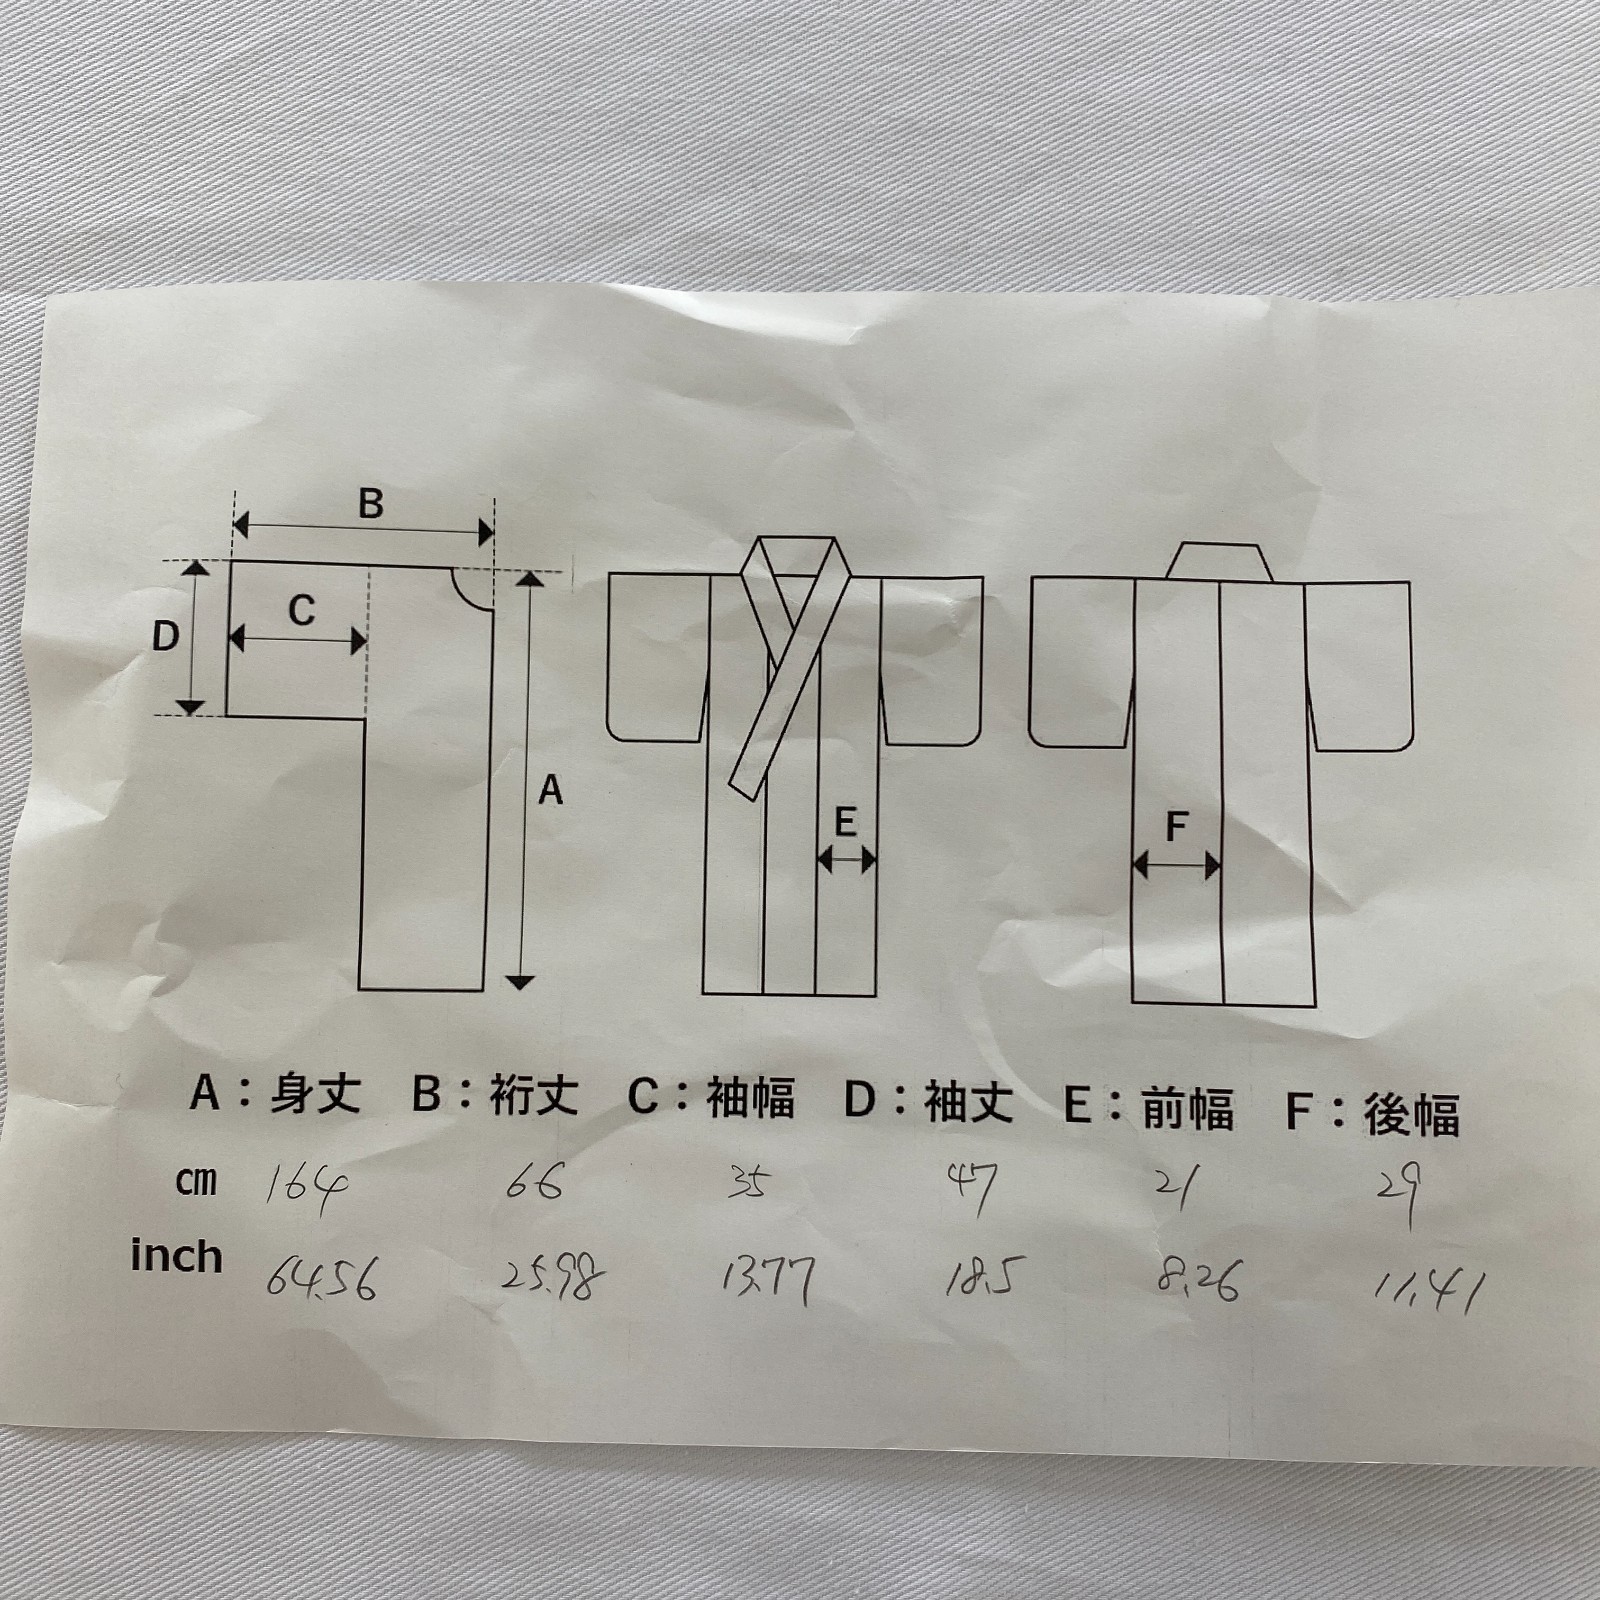 B
C
D
A
E
F
A：身丈 B：裄丈 C：袖幅 D：袖丈 E：前幅 F：後幅
cm 164 66 35 47 21 29
inch 64.56 25.98 13.77 18.5 8.26 11.41